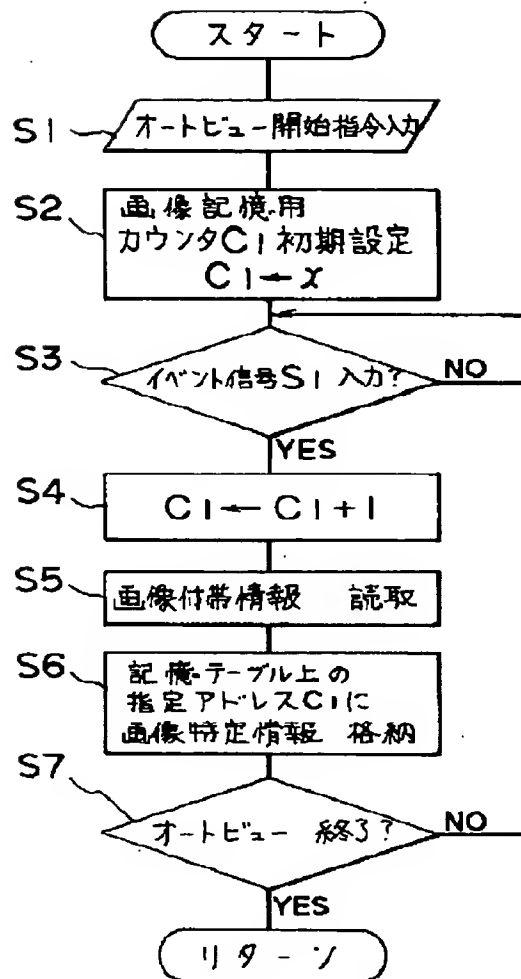 スタート
S1
オートビュー開始指令入力
S2
画像記憶用
カウンタC1初期設定
C1←x
S3
イベント信号S1入力?
NO
YES
S4
C1←C1+1
S5
画像付帯情報 読取
S6
記憶テーブル上の
指定アドレスC1に
画像特定情報 格納
S7
オートビュー 終了?
NO
YES
リターン